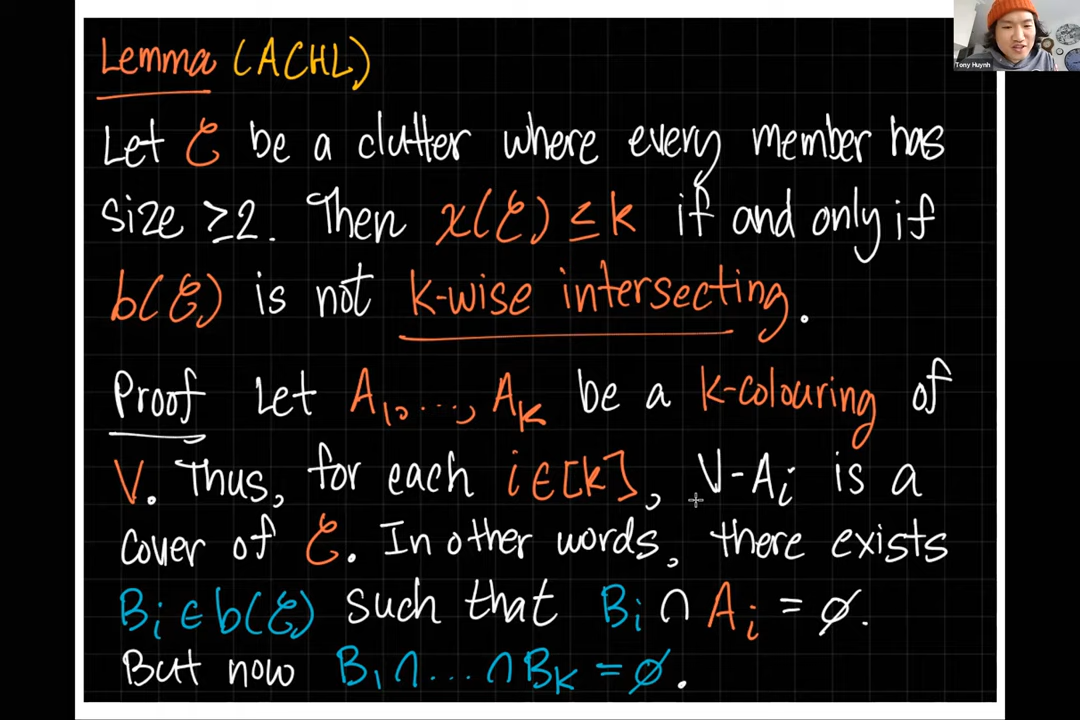 Lemma (ACHL)
Let 𝒞 be a clutter where every member has
size ≥2. Then χ(𝒞) ≤ k if and only if
b(𝒞) is not k-wise intersecting.
Proof Let A₁, ..., Aₖ be a k-colouring of
V. Thus, for each i∈[k], V-Aᵢ is a
cover of 𝒞. In other words, there exists
Bᵢ ∈ b(𝒞) such that Bᵢ ∩ Aᵢ = ∅.
But now B₁ ∩ ... ∩ Bₖ = ∅.
Tony Huynh